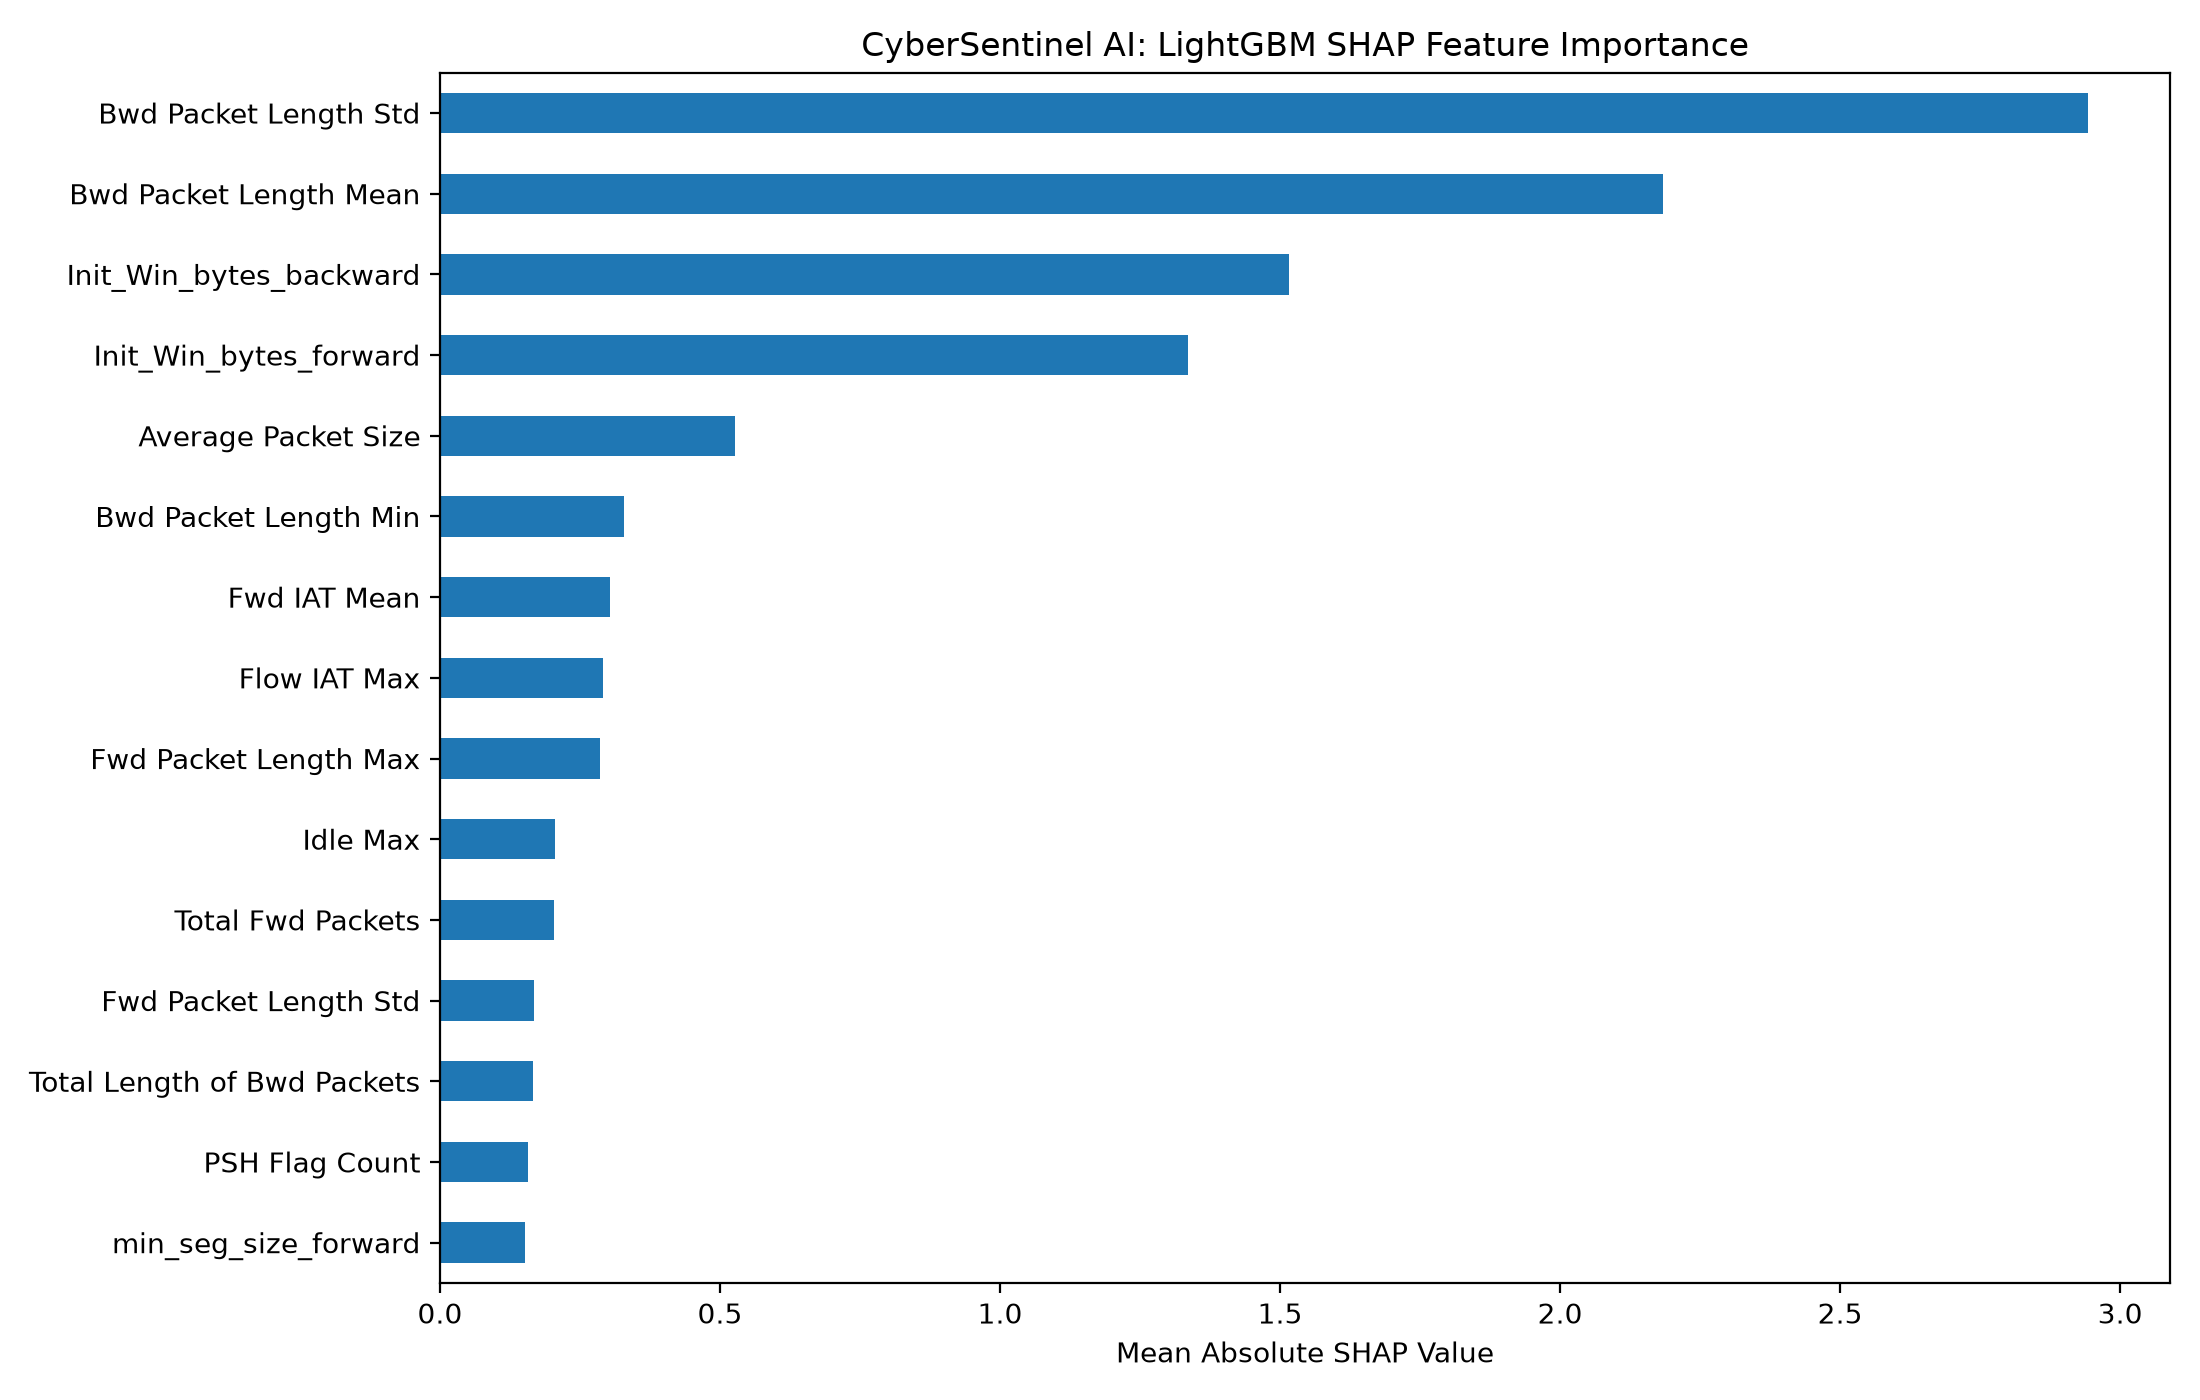 CyberSentinel AI: LightGBM SHAP Feature Importance
Bwd Packet Length Std
Bwd Packet Length Mean
Init_Win_bytes_backward
Init_Win_bytes_forward
Average Packet Size
Bwd Packet Length Min
Fwd IAT Mean
Flow IAT Max
Fwd Packet Length Max
Idle Max
Total Fwd Packets
Fwd Packet Length Std
Total Length of Bwd Packets
PSH Flag Count
min_seg_size_forward
0.0 0.5 1.0 1.5 2.0 2.5 3.0
Mean Absolute SHAP Value